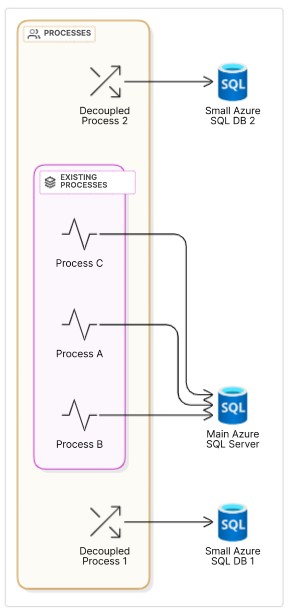 PROCESSES
SQL
Decoupled
Process 2
Small Azure
SQL DB 2
EXISTING
PROCESSES
Process C
Process A
SQL
Process B
Main Azure
SQL Server
SQL
Decoupled
Process 1
Small Azure
SQL DB 1